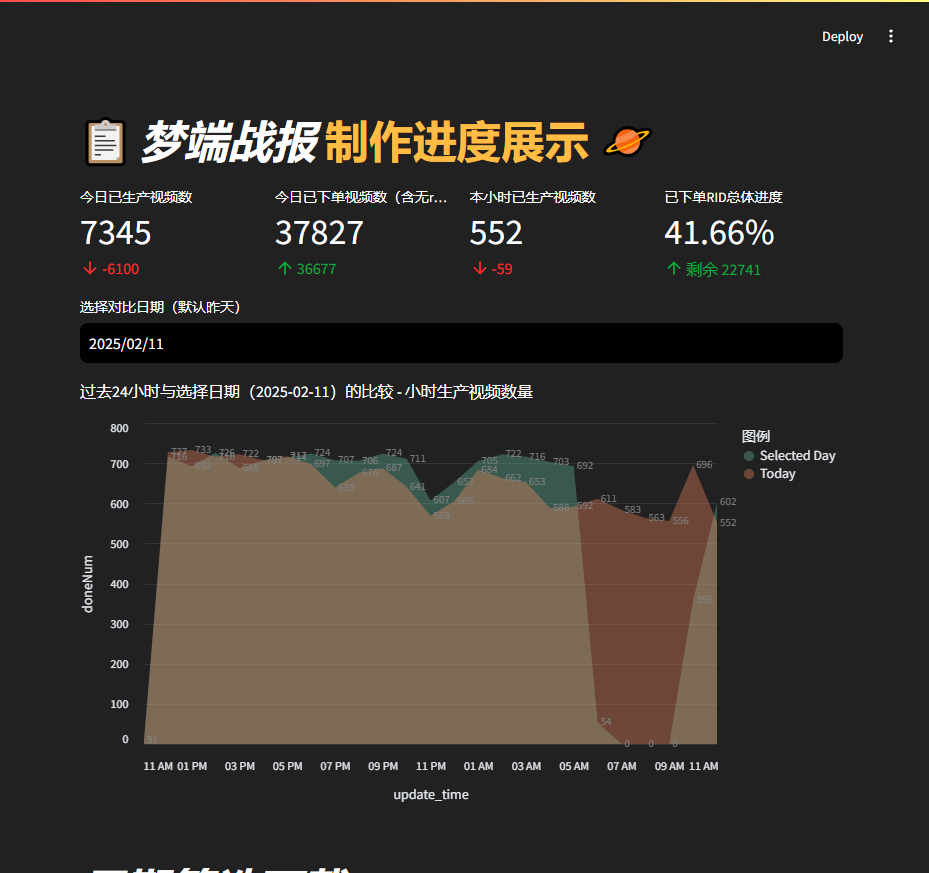 Deploy
梦端战报 制作进度展示
今日已生产视频数
7345
-6100
今日已下单视频数（含无r...
37827
36677
本小时已生产视频数
552
-59
已下单RID总体进度
41.66%
剩余 22741
选择对比日期（默认昨天）
2025/02/11
过去24小时与选择日期（2025-02-11）的比较 - 小时生产视频数量
图例
Selected Day
Today
800
700
600
500
400
300
200
100
0
doneNum
727 733 726 722 707 717 724 707 706 724 711
716 692 688 697 639 678 687 641
607 569 653 605 705 684 722 662 716 653 703 588 692 592
611 583 563 556 696 602 552 358
51 54 0 0 0
11 AM 01 PM 03 PM 05 PM 07 PM 09 PM 11 PM 01 AM 03 AM 05 AM 07 AM 09 AM 11 AM
update_time